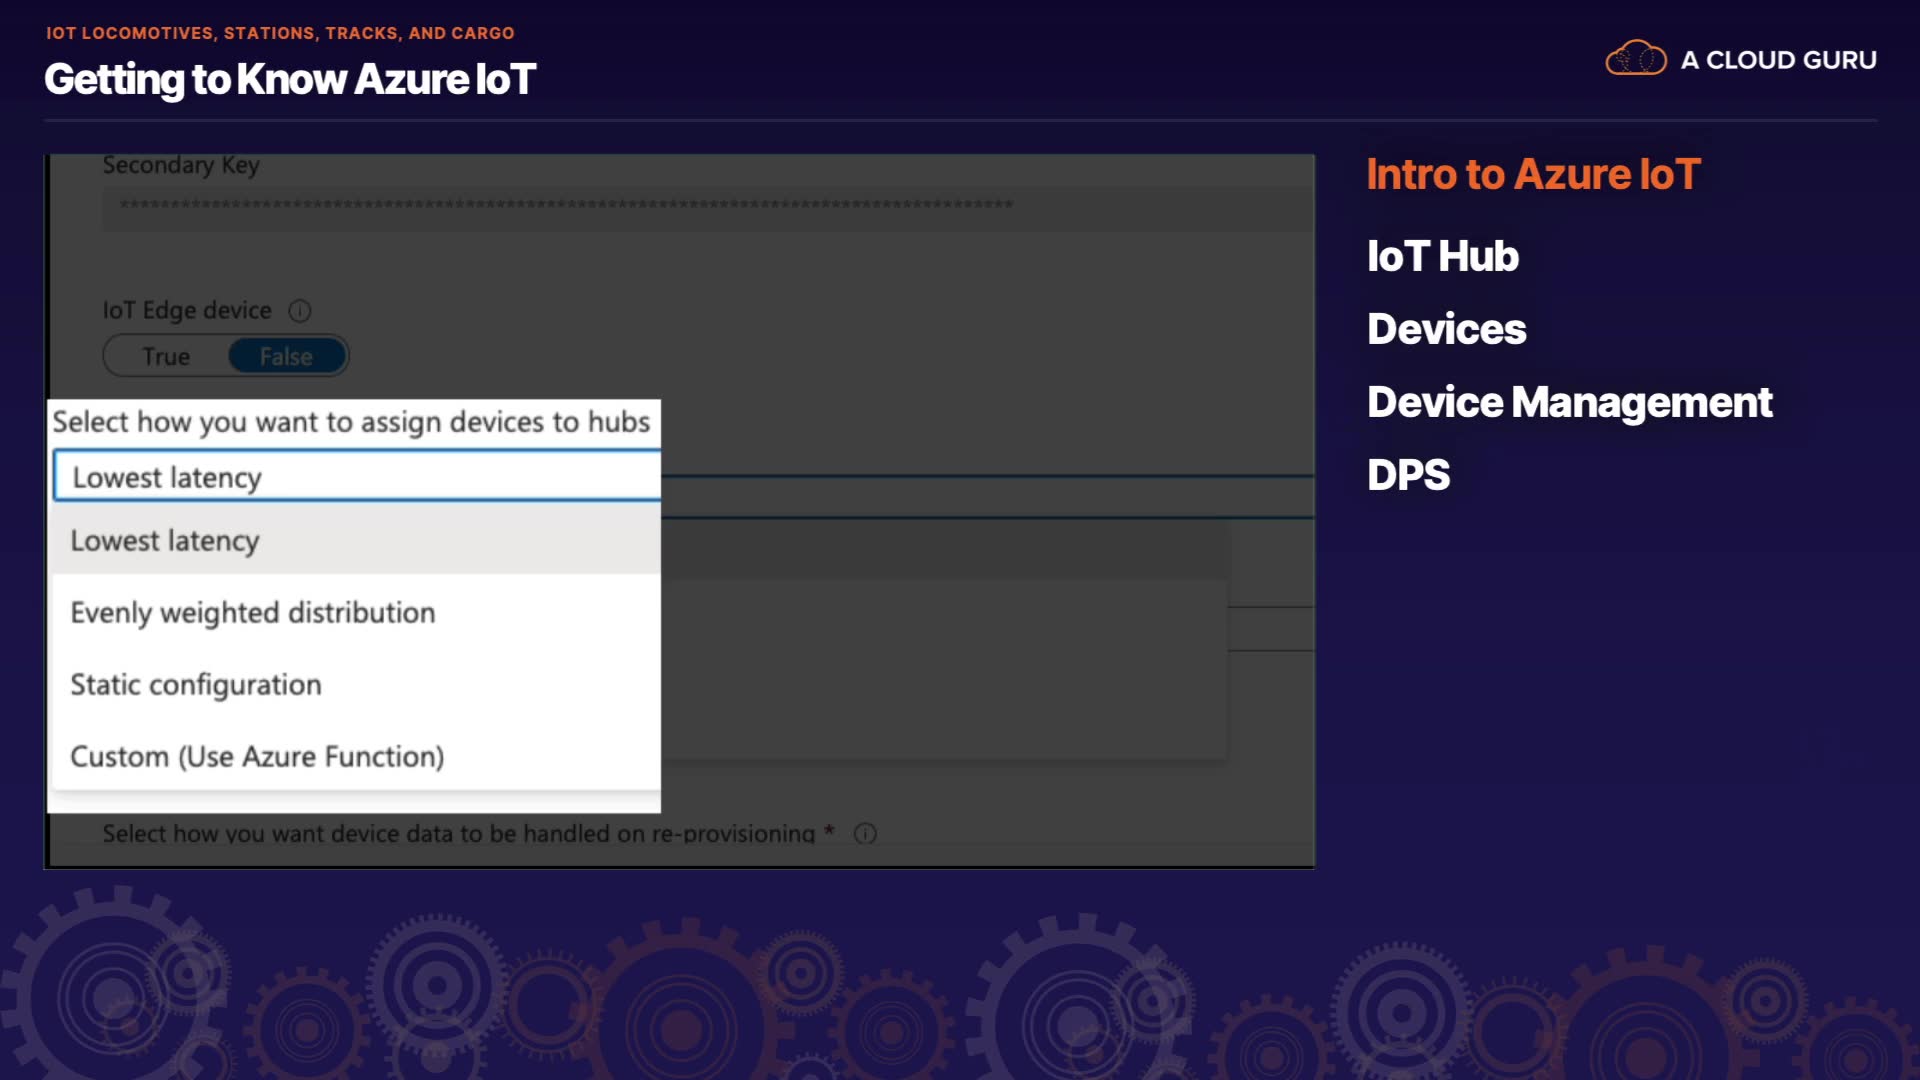 IOT LOCOMOTIVES, STATIONS, TRACKS, AND CARGO
Getting to Know Azure IoT
A CLOUD GURU
Secondary Key
****************************************************************************************
IoT Edge device
True False
Select how you want to assign devices to hubs
Lowest latency
Lowest latency
Evenly weighted distribution
Static configuration
Custom (Use Azure Function)
Select how you want device data to be handled on re-provisioning *
Intro to Azure IoT
IoT Hub
Devices
Device Management
DPS